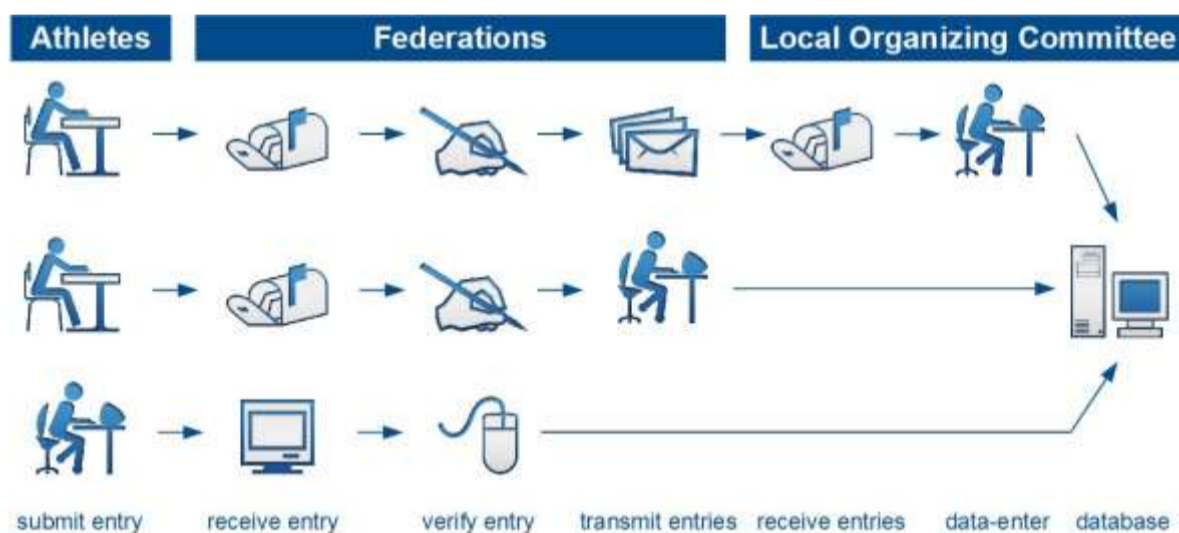 Athletes
Federations
Local Organizing Committee
submit entry
receive entry
verify entry
transmit entries
receive entries
data-enter
database